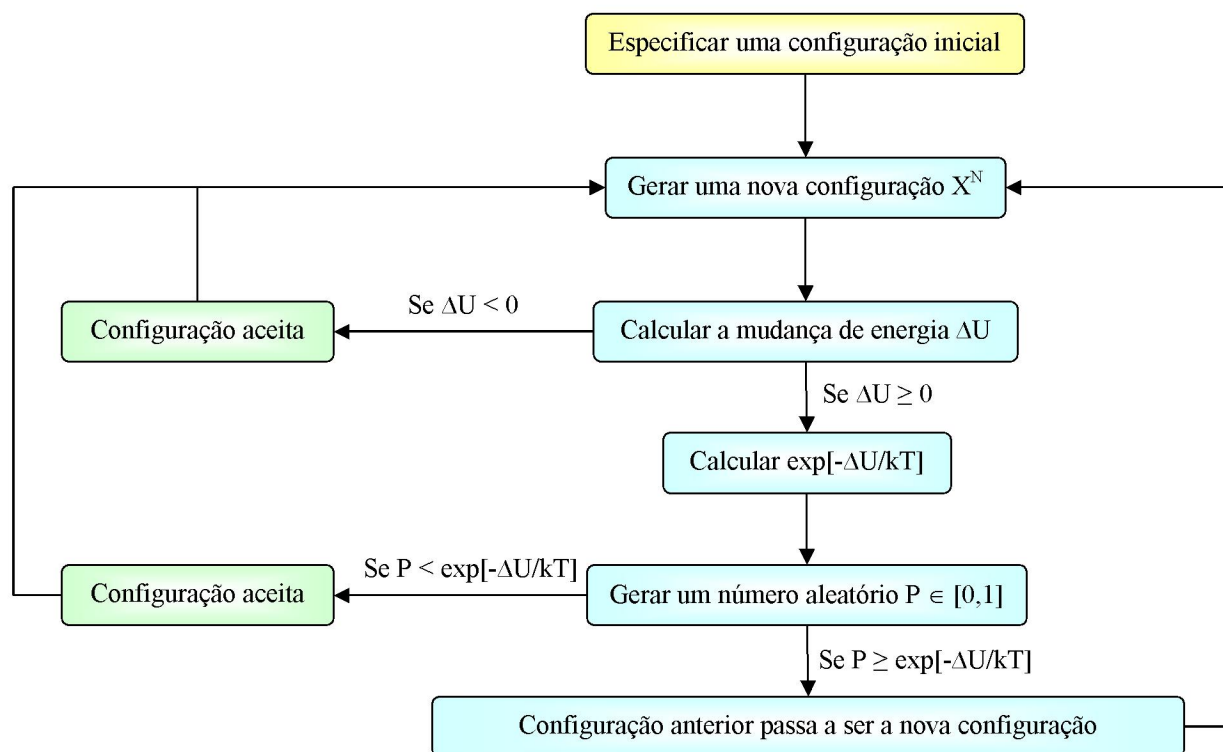 Especificar uma configuração inicial
Gerar uma nova configuração X^N
Se ΔU < 0
Configuração aceita
Calcular a mudança de energia ΔU
Se ΔU ≥ 0
Calcular exp[-ΔU/kT]
Se P < exp[-ΔU/kT]
Configuração aceita
Gerar um número aleatório P ∈ [0,1]
Se P ≥ exp[-ΔU/kT]
Configuração anterior passa a ser a nova configuração